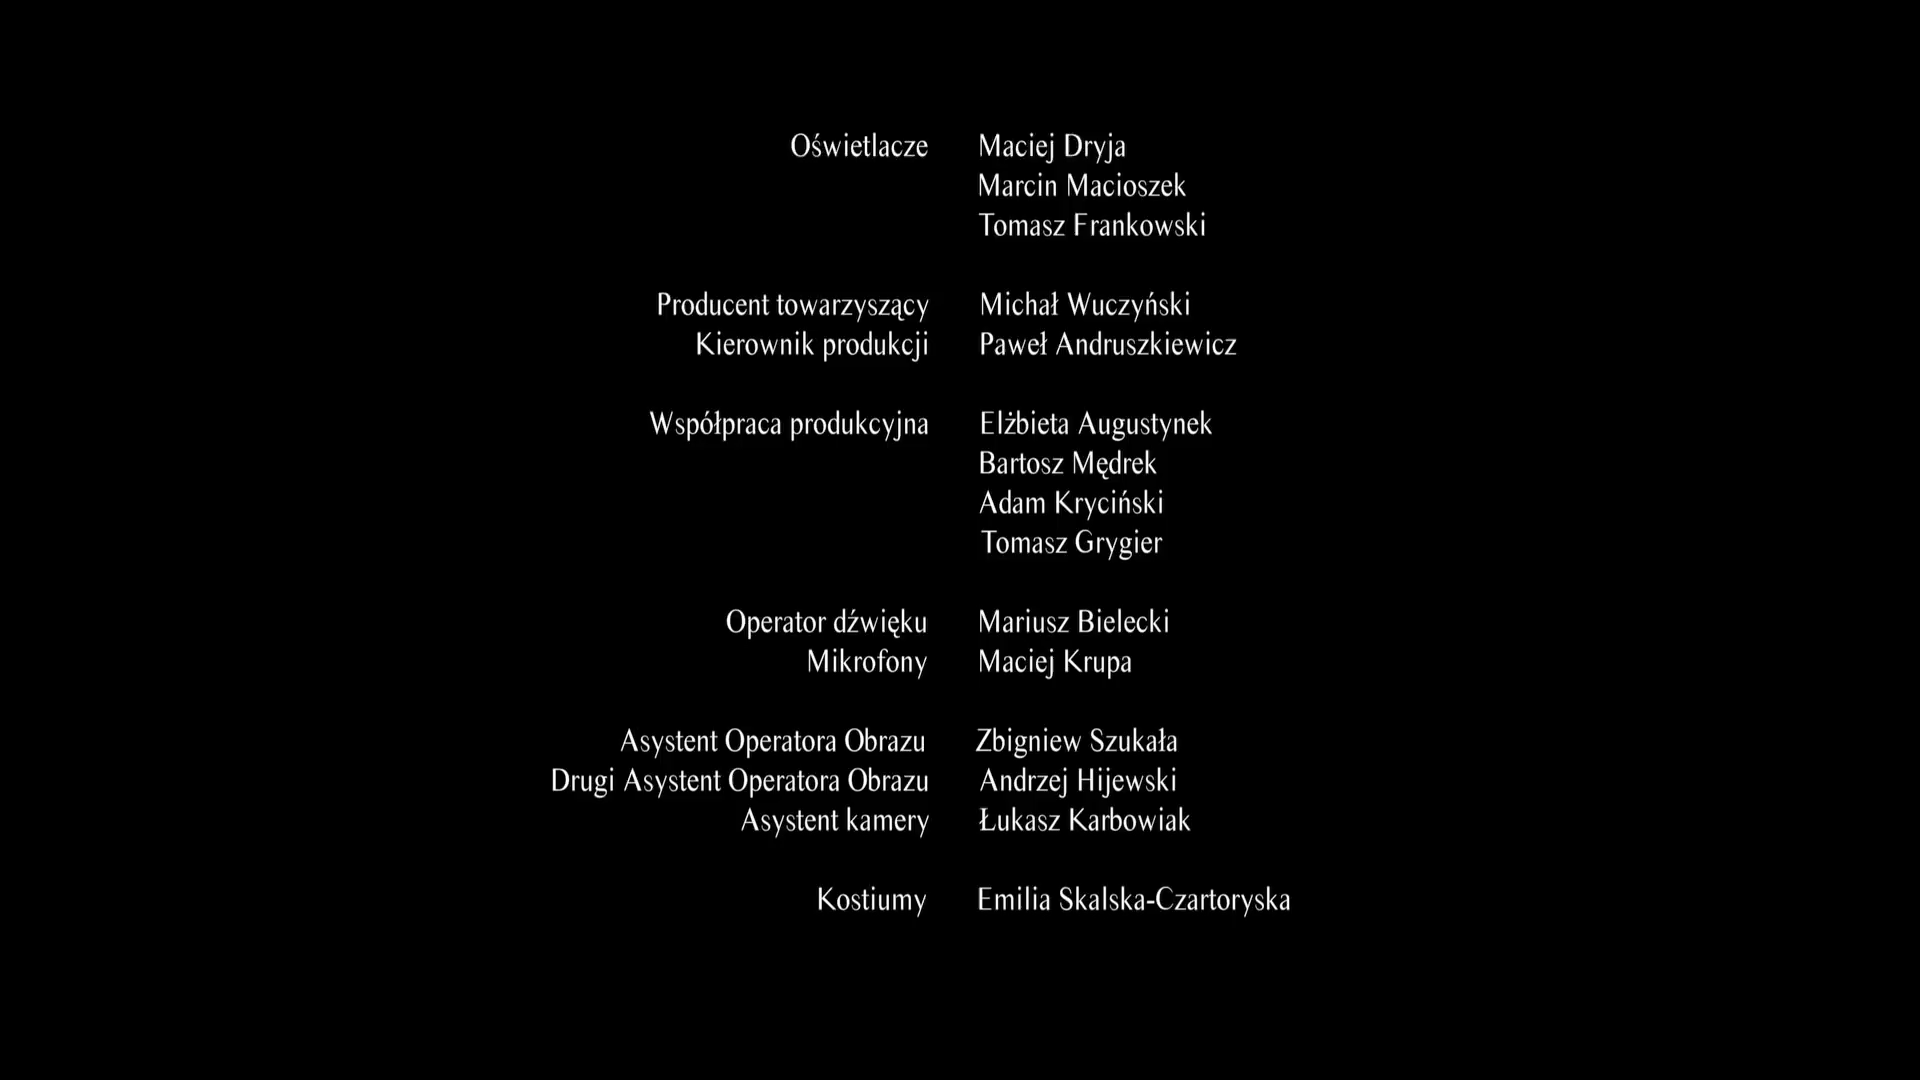 Oświetlacze Maciej Dryja
Marcin Macioszek
Tomasz Frankowski
Producent towarzyszący Michał Wuczyński
Kierownik produkcji Paweł Andruszkiewicz
Współpraca produkcyjna Elżbieta Augustynek
Bartosz Mędrek
Adam Kryciński
Tomasz Grygier
Operator dźwięku Mariusz Bielecki
Mikrofony Maciej Krupa
Asystent Operatora Obrazu Zbigniew Szukała
Drugi Asystent Operatora Obrazu Andrzej Hijewski
Asystent kamery Łukasz Karbowiak
Kostiumy Emilia Skalska-Czartoryska